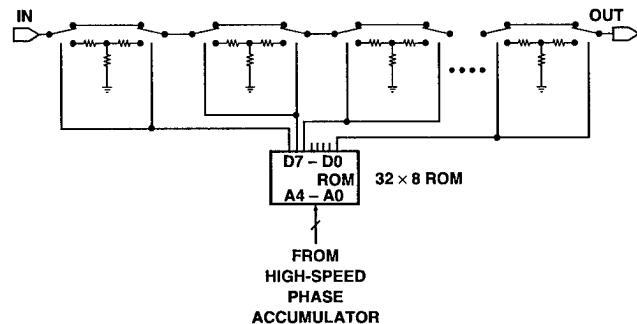 IN
OUT
D7 – D0
ROM
A4 – A0
32 × 8 ROM
FROM
HIGH-SPEED
PHASE
ACCUMULATOR